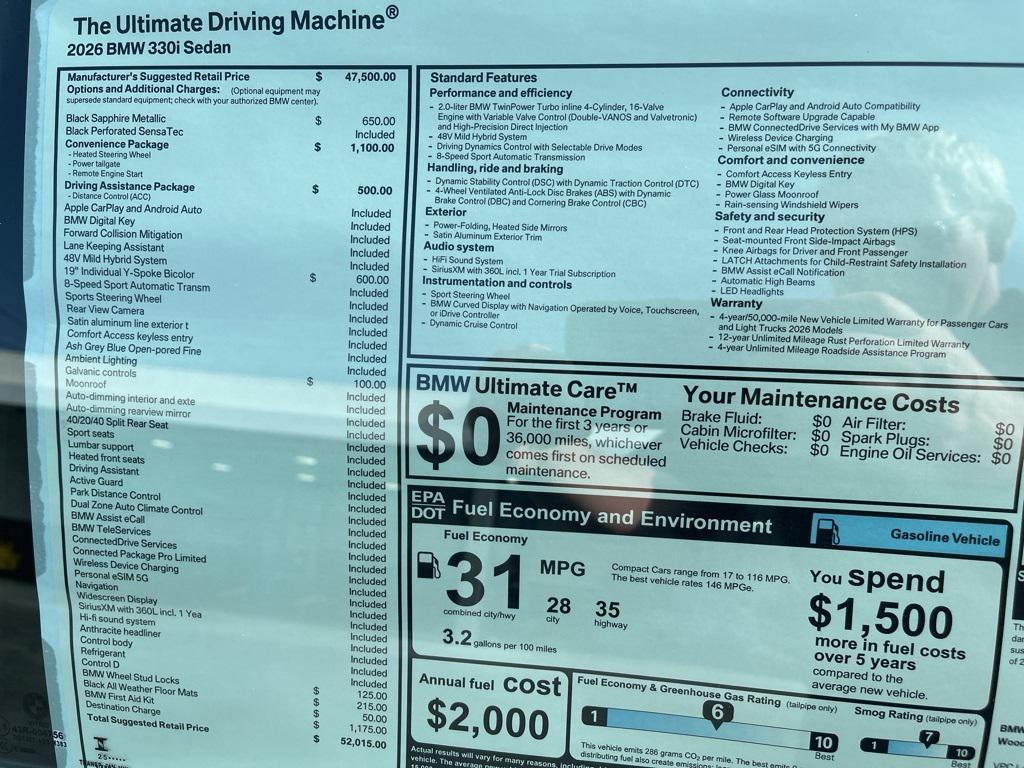 The Ultimate Driving Machine®
2026 BMW 330i Sedan
Manufacturer's Suggested Retail Price $ 47,500.00
Options and Additional Charges: (Optional equipment may
supersede standard equipment; check with your authorized BMW center).
Black Sapphire Metallic $ 650.00
Black Perforated SensaTec Included
Convenience Package $ 1,100.00
- Heated Steering Wheel
- Power tailgate
- Remote Engine Start
Driving Assistance Package $ 500.00
- Distance Control (ACC)
Apple CarPlay and Android Auto Included
BMW Digital Key Included
Forward Collision Mitigation Included
Lane Keeping Assistant Included
48V Mild Hybrid System Included
19" Individual Y-Spoke Bicolor $ 600.00
8-Speed Sport Automatic Transm Included
Sports Steering Wheel Included
Rear View Camera Included
Satin aluminum line exterior t Included
Comfort Access keyless entry Included
Ash Grey Blue Open-pored Fine Included
Ambient Lighting Included
Galvanic controls $ 100.00
Moonroof Included
Auto-dimming interior and exte Included
Auto-dimming rearview mirror Included
40/20/40 Split Rear Seat Included
Sport seats Included
Lumbar support Included
Heated front seats Included
Driving Assistant Included
Active Guard Included
Park Distance Control Included
Dual Zone Auto Climate Control Included
BMW Assist eCall Included
BMW TeleServices Included
ConnectedDrive Services Included
Connected Package Pro Limited Included
Wireless Device Charging Included
Personal eSIM 5G Included
Navigation Included
Widescreen Display Included
SiriusXM with 360L incl. 1 Yea Included
Hi-fi sound system Included
Anthracite headliner Included
Control body Included
Refrigerant Included
Control D Included
BMW Wheel Stud Locks $ 125.00
Black All Weather Floor Mats $ 215.00
BMW First Aid Kit $ 50.00
Destination Charge $ 1,175.00
Total Suggested Retail Price $ 52,015.00
Standard Features
Performance and efficiency
- 2.0-liter BMW TwinPower Turbo inline 4-Cylinder, 16-Valve
Engine with Variable Valve Control (Double-VANOS and Valvetronic)
and High-Precision Direct Injection
- 48V Mild Hybrid System
- Driving Dynamics Control with Selectable Drive Modes
- 8-Speed Sport Automatic Transmission
Handling, ride and braking
- Dynamic Stability Control (DSC) with Dynamic Traction Control (DTC)
- 4-Wheel Ventilated Anti-Lock Disc Brakes (ABS) with Dynamic
Brake Control (DBC) and Cornering Brake Control (CBC)
Exterior
- Power-Folding, Heated Side Mirrors
- Satin Aluminum Exterior Trim
Audio system
- HiFi Sound System
- SiriusXM with 360L incl. 1 Year Trial Subscription
Instrumentation and controls
- Sport Steering Wheel
- BMW Curved Display with Navigation Operated by Voice, Touchscreen,
or iDrive Controller
- Dynamic Cruise Control
Connectivity
- Apple CarPlay and Android Auto Compatibility
- Remote Software Upgrade Capable
- BMW ConnectedDrive Services with My BMW App
- Wireless Device Charging
- Personal eSIM with 5G Connectivity
Comfort and convenience
- Comfort Access Keyless Entry
- BMW Digital Key
- Power Glass Moonroof
- Rain-sensing Windshield Wipers
Safety and security
- Front and Rear Head Protection System (HPS)
- Seat-mounted Front Side-Impact Airbags
- Knee Airbags for Driver and Front Passenger
- LATCH Attachments for Child-Restraint Safety Installation
- BMW Assist eCall Notification
- Automatic High Beams
- LED Headlights
Warranty
- 4-year/50,000-mile New Vehicle Limited Warranty for Passenger Cars
and Light Trucks 2026 Models
- 12-year Unlimited Mileage Rust Perforation Limited Warranty
- 4-year Unlimited Mileage Roadside Assistance Program
BMW Ultimate Care™
$0
Maintenance Program
For the first 3 years or
36,000 miles, whichever
comes first on scheduled
maintenance.
Your Maintenance Costs
Brake Fluid: $0 Air Filter: $0
Cabin Microfilter: $0 Spark Plugs: $0
Vehicle Checks: $0 Engine Oil Services: $0
EPA
DOT Fuel Economy and Environment
Gasoline Vehicle
Fuel Economy
31 MPG
combined city/hwy
28
city
35
highway
3.2 gallons per 100 miles
Compact Cars range from 17 to 116 MPG.
The best vehicle rates 146 MPGe.
You spend
$1,500
more in fuel costs
over 5 years
compared to the
average new vehicle.
Annual fuel cost
$2,000
Fuel Economy & Greenhouse Gas Rating (tailpipe only)
1 6 10
Best
Smog Rating (tailpipe only)
1 7 10
Best
This vehicle emits 286 grams CO2 per mile. The best emits
distributing fuel also create emissions;
Actual results will vary for many reasons, including
vehicle. The average